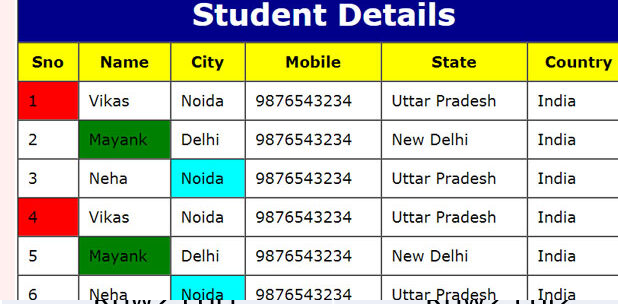 Student Details
Sno Name City Mobile State Country
1 Vikas Noida 9876543234 Uttar Pradesh India
2 Mayank Delhi 9876543234 New Delhi India
3 Neha Noida 9876543234 Uttar Pradesh India
4 Vikas Noida 9876543234 Uttar Pradesh India
5 Mayank Delhi 9876543234 New Delhi India
6 Neha Noida 9876543234 Uttar Pradesh India